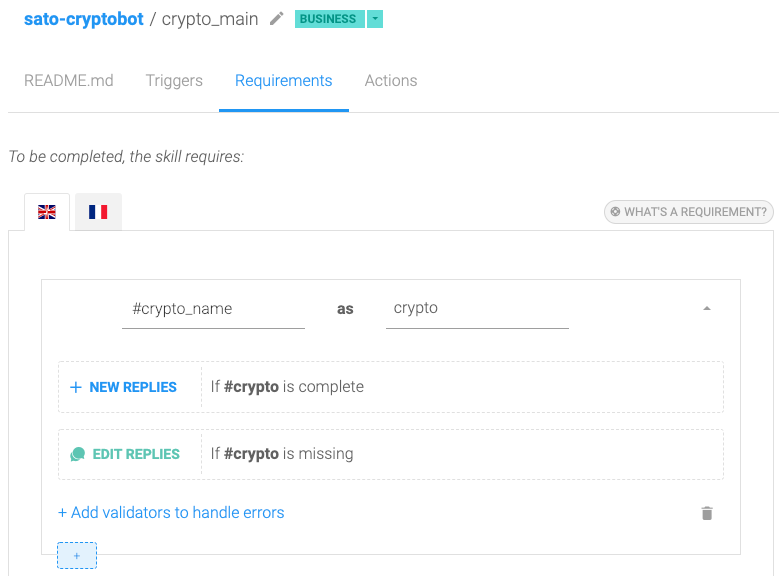 sato-cryptobot / crypto_main BUSINESS
README.md Triggers Requirements Actions
To be completed, the skill requires:
WHAT'S A REQUIREMENT?
#crypto_name as crypto
+ NEW REPLIES If #crypto is complete
EDIT REPLIES If #crypto is missing
+ Add validators to handle errors
+